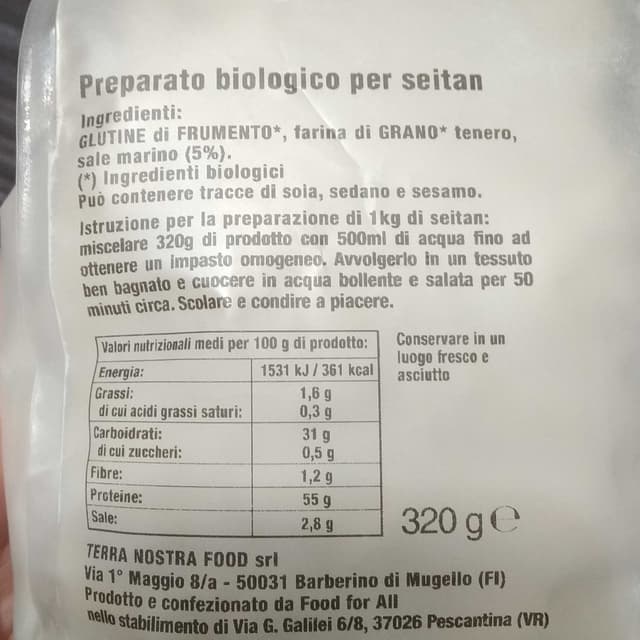 Preparato biologico per seitan
Ingredienti:
GLUTINE di FRUMENTO*, farina di GRANO* tenero,
sale marino (5%).
(*) Ingredienti biologici
Può contenere tracce di soia, sedano e sesamo.
Istruzione per la preparazione di 1kg di seitan:
miscelare 320g di prodotto con 500ml di acqua fino ad
ottenere un impasto omogeneo. Avvolgerlo in un tessuto
ben bagnato e cuocere in acqua bollente e salata per 50
minuti circa. Scolare e condire a piacere.
Valori nutrizionali medi per 100 g di prodotto:
Energia: 1531 kJ / 361 kcal
Grassi: 1,6 g
di cui acidi grassi saturi: 0,3 g
Carboidrati: 31 g
di cui zuccheri: 0,5 g
Fibre: 1,2 g
Proteine: 55 g
Sale: 2,8 g
Conservare in un
luogo fresco e
asciutto
320 g e
TERRA NOSTRA FOOD srl
Via 1° Maggio 8/a - 50031 Barberino di Mugello (FI)
Prodotto e confezionato da Food for All
nello stabilimento di Via G. Galilei 6/8, 37026 Pescantina (VR)